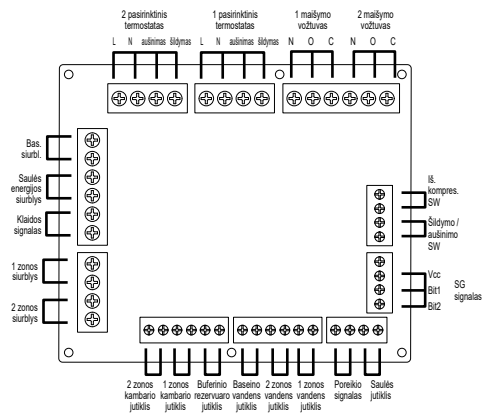 2 pasirinktinis
termostatas
1 pasirinktinis
termostatas
1 maišymo
vožtuvas
2 maišymo
vožtuvas
L N aušinimas šildymas
L N aušinimas šildymas
N O C
N O C
Bas.
siurbl.
Saulės
energijos
siurblys
Klaidos
signalas
1 zonos
siurblys
2 zonos
siurblys
Iš.
kompres.
SW
Šildymo /
aušinimo
SW
Vcc
Bit1
Bit2
SG
signalas
2 zonos
kambario
jutiklis
1 zonos
kambario
jutiklis
Buferinio
rezervuaro
jutiklis
Baseino
vandens
jutiklis
2 zonos
vandens
jutiklis
1 zonos
vandens
jutiklis
Poreikio
signalas
Saulės
jutiklis